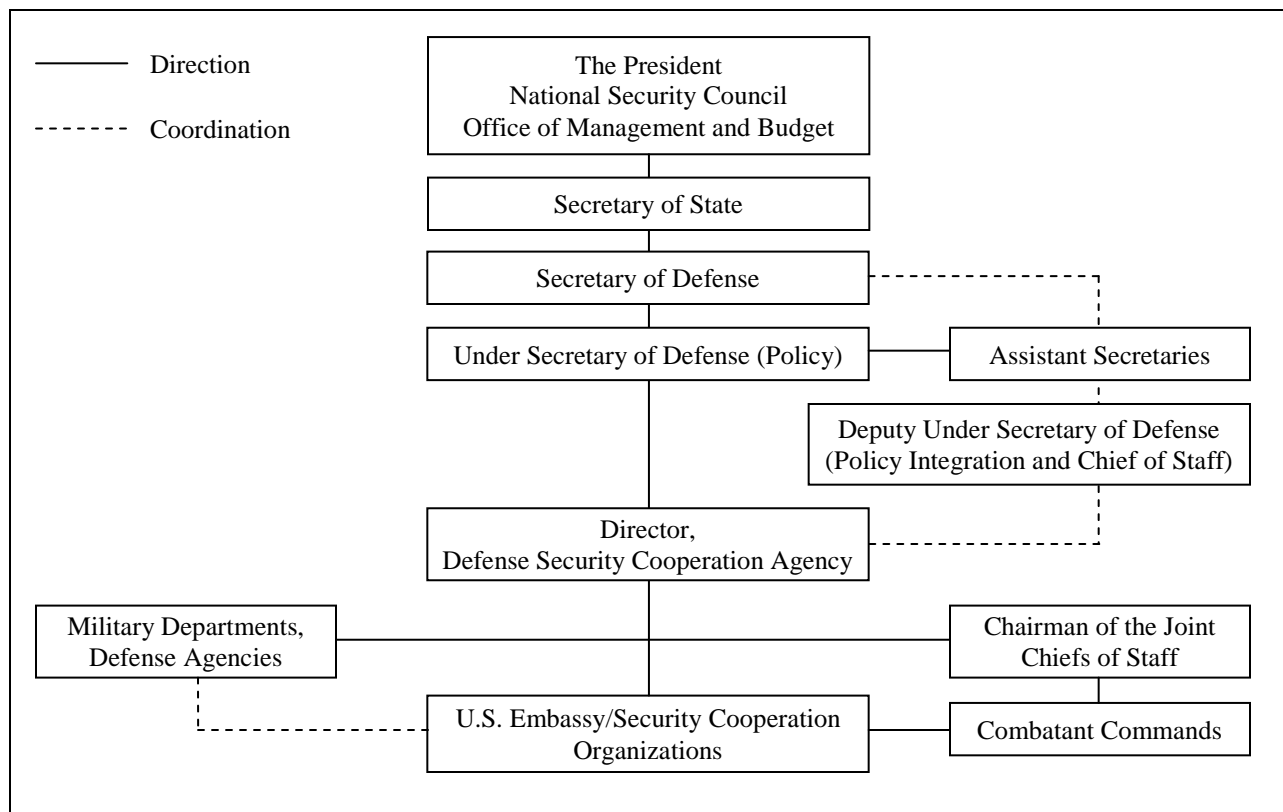 Direction
Coordination
The President
National Security Council
Office of Management and Budget
Secretary of State
Secretary of Defense
Under Secretary of Defense (Policy)
Assistant Secretaries
Deputy Under Secretary of Defense
(Policy Integration and Chief of Staff)
Director,
Defense Security Cooperation Agency
Military Departments,
Defense Agencies
Chairman of the Joint
Chiefs of Staff
U.S. Embassy/Security Cooperation
Organizations
Combatant Commands